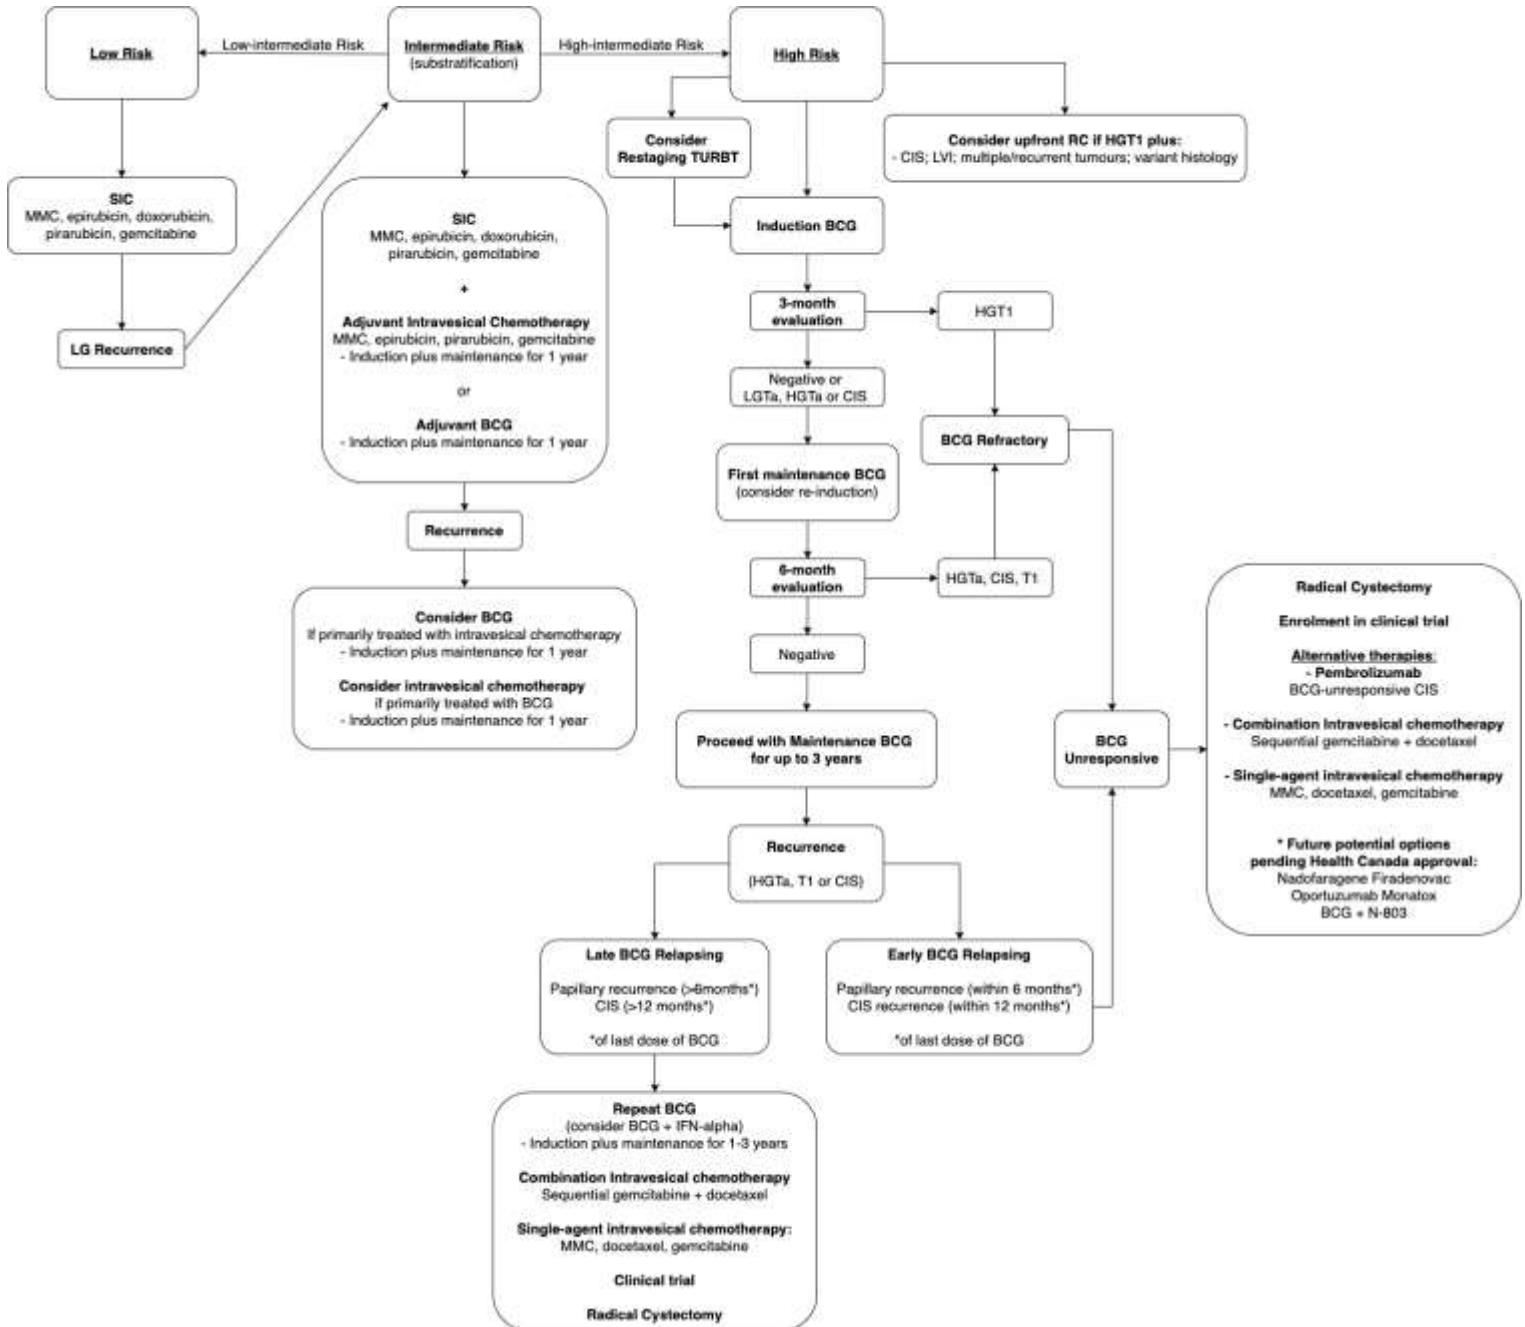 Low Risk
Low-intermediate Risk
Intermediate Risk
(substratification)
High-intermediate Risk
High Risk
Consider
Restaging TURBT
Consider upfront RC if HGT1 plus:
- CIS; LVI; multiple/recurrent tumours; variant histology
SIC
MMC, epirubicin, doxorubicin,
pirarubicin, gemcitabine
LG Recurrence
SIC
MMC, epirubicin, doxorubicin,
pirarubicin, gemcitabine
+
Adjuvant Intravesical Chemotherapy
MMC, epirubicin, pirarubicin, gemcitabine
- Induction plus maintenance for 1 year
or
Adjuvant BCG
- Induction plus maintenance for 1 year
Recurrence
Consider BCG
If primarily treated with intravesical chemotherapy
- Induction plus maintenance for 1 year
Consider intravesical chemotherapy
if primarily treated with BCG
- Induction plus maintenance for 1 year
Induction BCG
3-month
evaluation
HGT1
Negative or
LGTa, HGTa or CIS
BCG Refractory
First maintenance BCG
(consider re-induction)
6-month
evaluation
HGTa, CIS, T1
Negative
Proceed with Maintenance BCG
for up to 3 years
BCG
Unresponsive
Recurrence
(HGTa, T1 or CIS)
Late BCG Relapsing
Papillary recurrence (>6months*)
CIS (>12 months*)
*of last dose of BCG
Early BCG Relapsing
Papillary recurrence (within 6 months*)
CIS recurrence (within 12 months*)
*of last dose of BCG
Repeat BCG
(consider BCG + IFN-alpha)
- Induction plus maintenance for 1-3 years
Combination Intravesical chemotherapy
Sequential gemcitabine + docetaxel
Single-agent intravesical chemotherapy:
MMC, docetaxel, gemcitabine
Clinical trial
Radical Cystectomy
Radical Cystectomy
Enrolment in clinical trial
Alternative therapies:
- Pembrolizumab
BCG-unresponsive CIS
- Combination Intravesical chemotherapy
Sequential gemcitabine + docetaxel
- Single-agent intravesical chemotherapy
MMC, docetaxel, gemcitabine
* Future potential options
pending Health Canada approval:
Nadofaragene Firadenovac
Oportuzumab Monatox
BCG + N-803